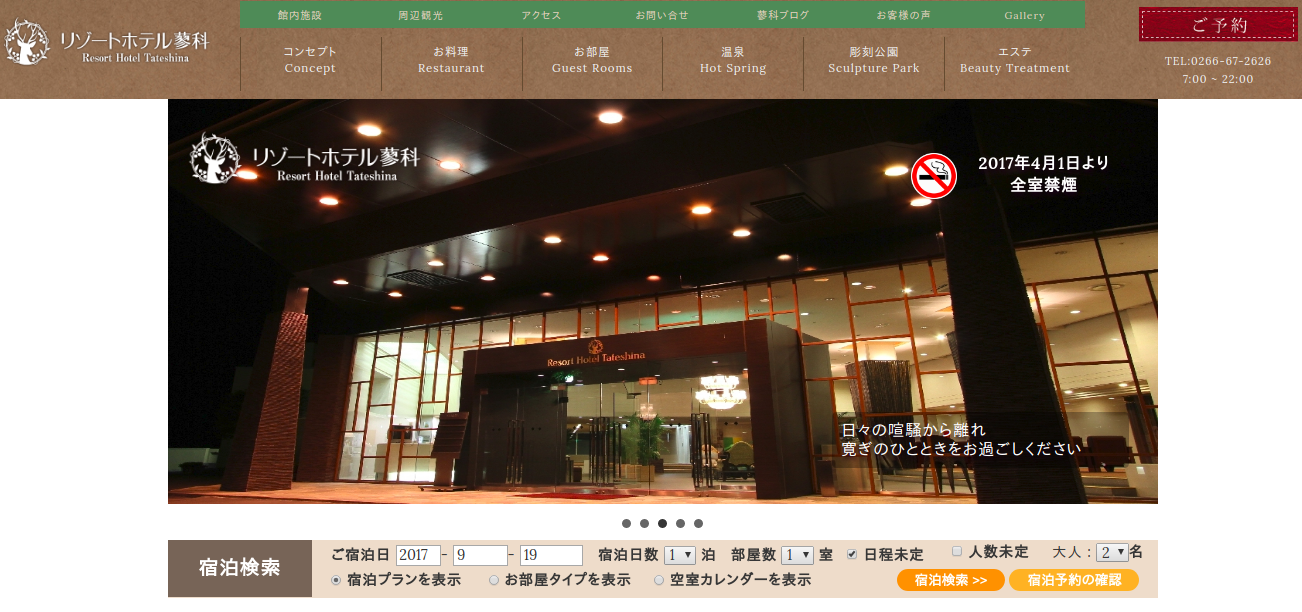 リゾートホテル蓼科
Resort Hotel Tateshina
館内施設 周辺観光 アクセス お問い合せ 蓼科ブログ お客様の声 Gallery
コンセプト お料理 お部屋 温泉 彫刻公園 エステ
Concept Restaurant Guest Rooms Hot Spring Sculpture Park Beauty Treatment
ご予約
TEL:0266-67-2626
7:00 ~ 22:00
リゾートホテル蓼科
Resort Hotel Tateshina
2017年4月1日より
全室禁煙
Resort Hotel Tateshina
日々の喧騒から離れ
寛ぎのひとときをお過ごしください
宿泊検索
ご宿泊日 2017 - 9 - 19 宿泊日数 1 泊 部屋数 1 室 日程未定 人数未定 大人 : 2 名
宿泊プランを表示 お部屋タイプを表示 空室カレンダーを表示 宿泊検索 >> 宿泊予約の確認